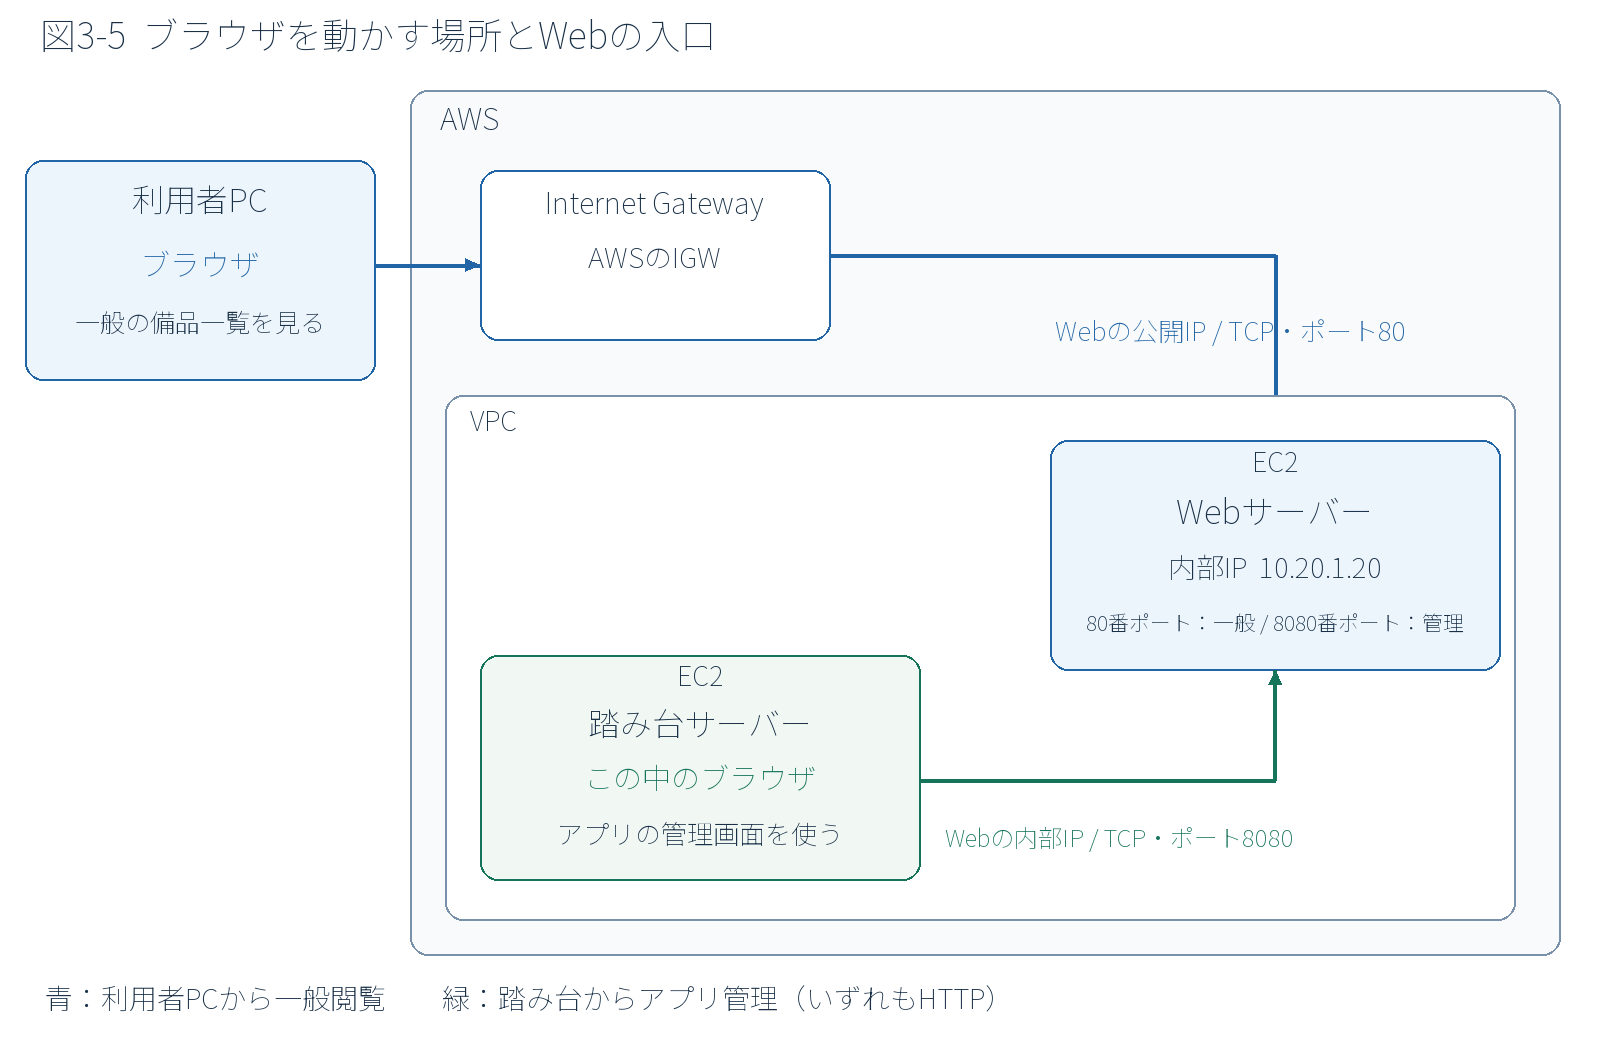 図3-5 ブラウザを動かす場所とWebの入口
AWS
利用者PC
ブラウザ
一般の備品一覧を見る
Internet Gateway
AWSのIGW
Webの公開IP / TCP・ポート80
VPC
EC2
Webサーバー
内部IP 10.20.1.20
80番ポート：一般 / 8080番ポート：管理
EC2
踏み台サーバー
この中のブラウザ
アプリの管理画面を使う
Webの内部IP / TCP・ポート8080
青：利用者PCから一般閲覧 緑：踏み台からアプリ管理（いずれもHTTP）